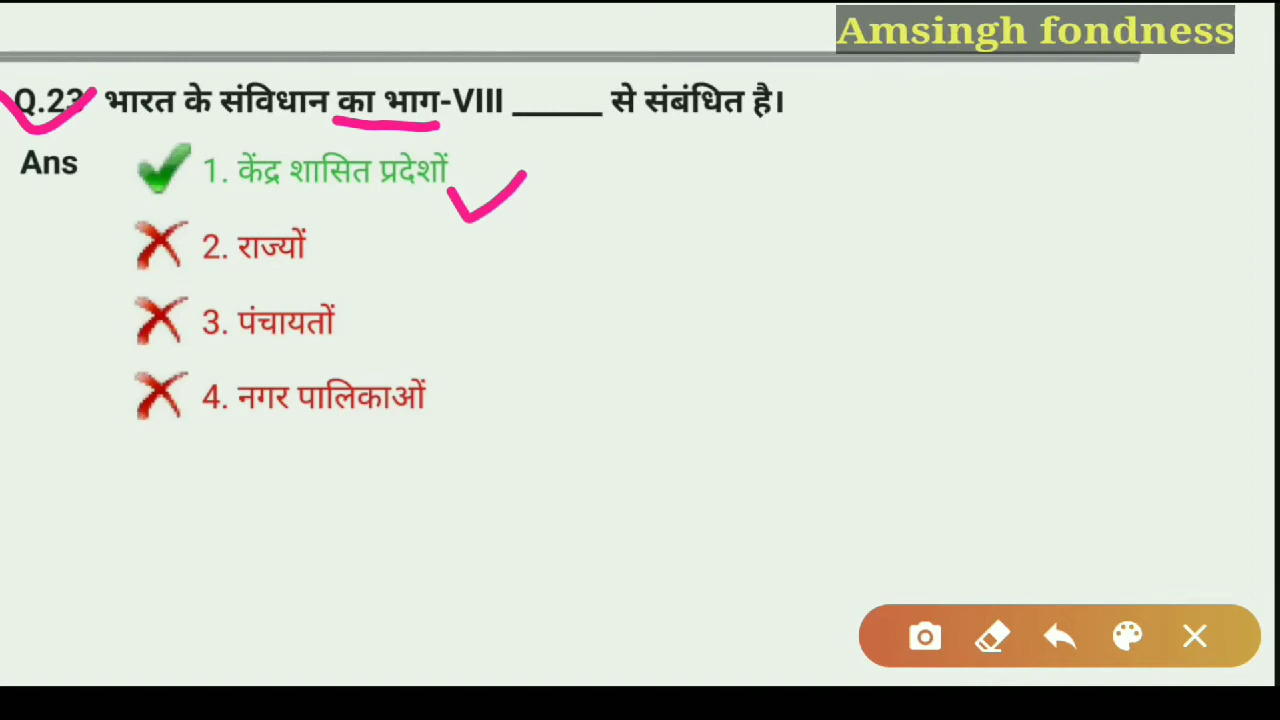 Amsingh fondness
Q.23 भारत के संविधान का भाग-VIII ______ से संबंधित है।
Ans 1. केंद्र शासित प्रदेशों
2. राज्यों
3. पंचायतों
4. नगर पालिकाओं